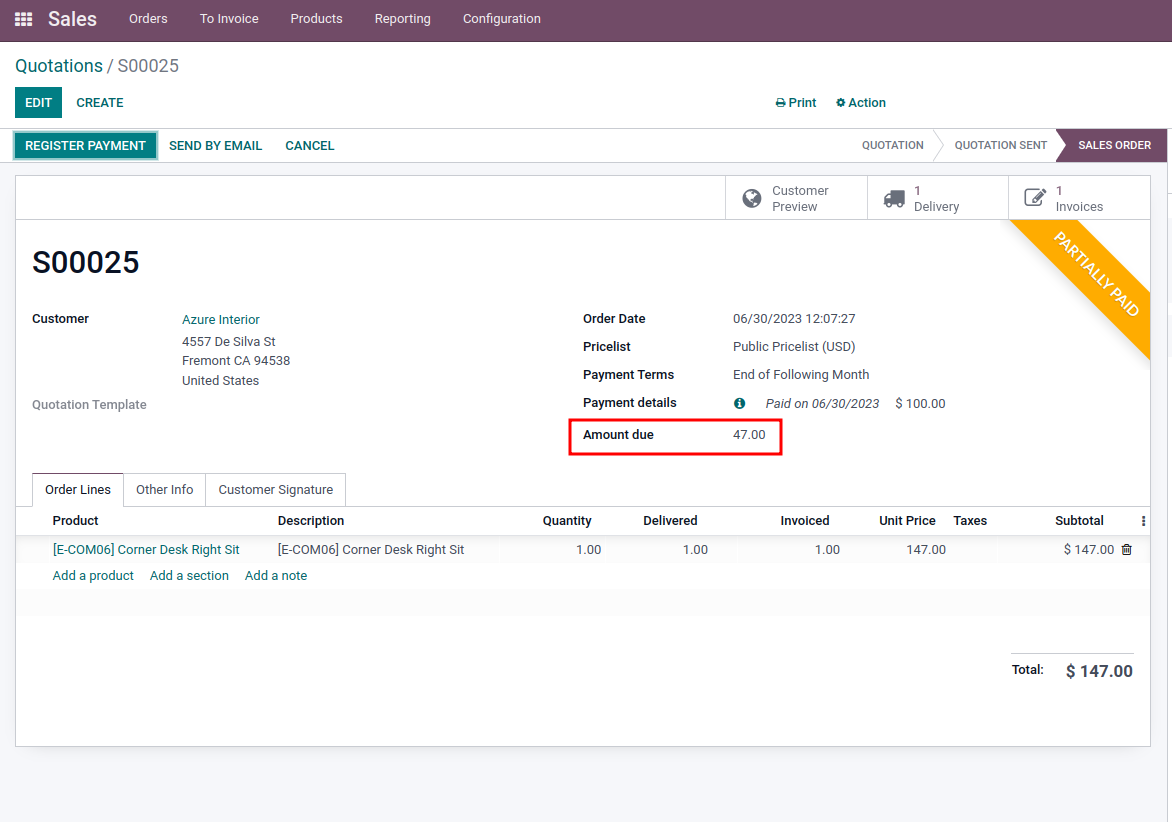 Sales Orders To Invoice Products Reporting Configuration
Quotations / S00025
EDIT CREATE Print Action
REGISTER PAYMENT SEND BY EMAIL CANCEL QUOTATION QUOTATION SENT SALES ORDER
Customer Preview
1 Delivery
1 Invoices
PARTIALLY PAID
S00025
Customer Azure Interior
4557 De Silva St
Fremont CA 94538
United States
Quotation Template
Order Date 06/30/2023 12:07:27
Pricelist Public Pricelist (USD)
Payment Terms End of Following Month
Payment details Paid on 06/30/2023 $ 100.00
Amount due 47.00
Order Lines Other Info Customer Signature
Product Description Quantity Delivered Invoiced Unit Price Taxes Subtotal
[E-COM06] Corner Desk Right Sit [E-COM06] Corner Desk Right Sit 1.00 1.00 1.00 147.00 $ 147.00
Add a product Add a section Add a note
Total: $ 147.00